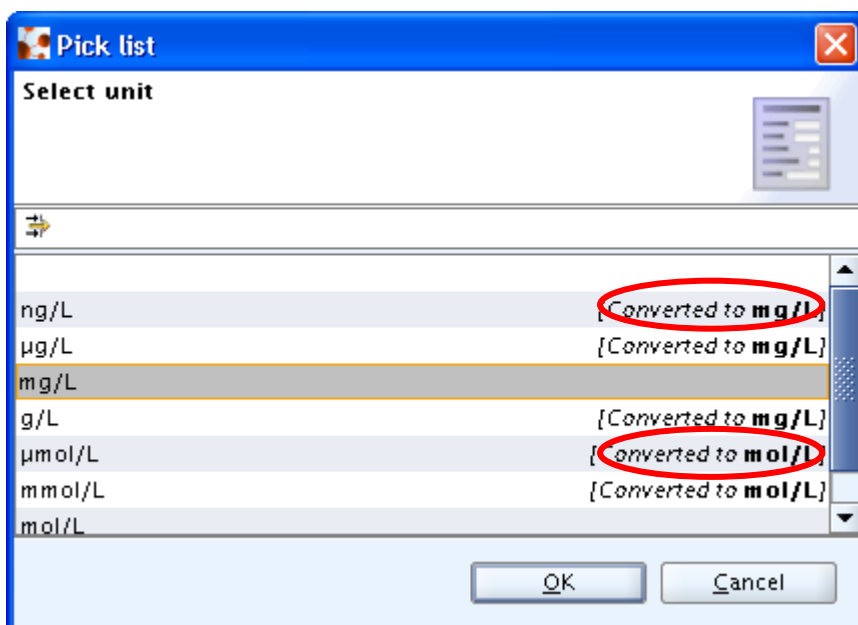 Pick list
Select unit
ng/L [Converted to mg/L]
µg/L [Converted to mg/L]
mg/L
g/L [Converted to mg/L]
µmol/L [Converted to mol/L]
mmol/L [Converted to mol/L]
mol/L
OK Cancel